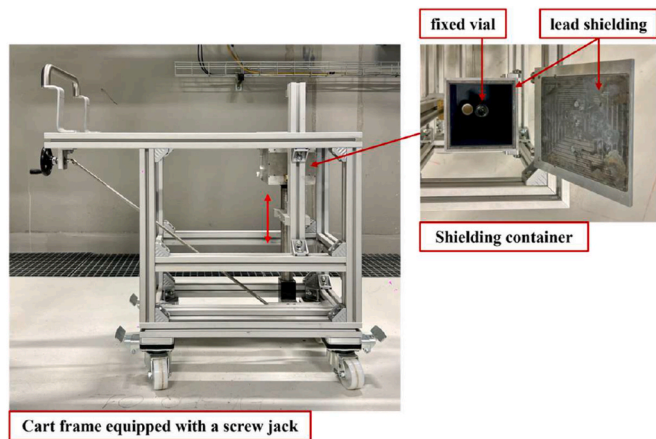 fixed vial
lead shielding
Shielding container
Cart frame equipped with a screw jack